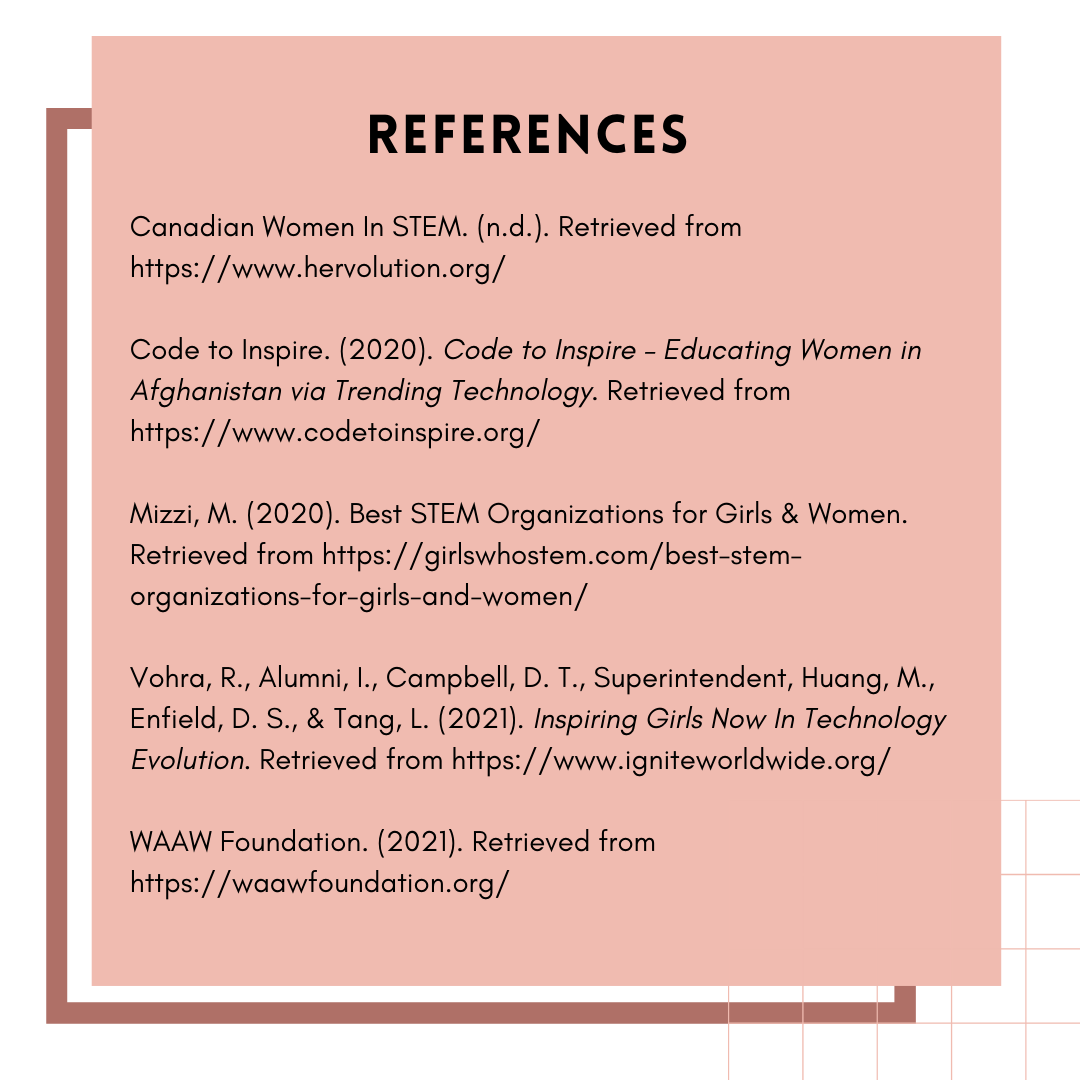 REFERENCES
Canadian Women In STEM. (n.d.). Retrieved from
https://www.hervolution.org/
Code to Inspire. (2020). Code to Inspire – Educating Women in
Afghanistan via Trending Technology. Retrieved from
https://www.codetoinspire.org/
Mizzi, M. (2020). Best STEM Organizations for Girls & Women.
Retrieved from https://girlswhostem.com/best-stem-
organizations-for-girls-and-women/
Vohra, R., Alumni, I., Campbell, D. T., Superintendent, Huang, M.,
Enfield, D. S., & Tang, L. (2021). Inspiring Girls Now In Technology
Evolution. Retrieved from https://www.igniteworldwide.org/
WAAW Foundation. (2021). Retrieved from
https://waawfoundation.org/